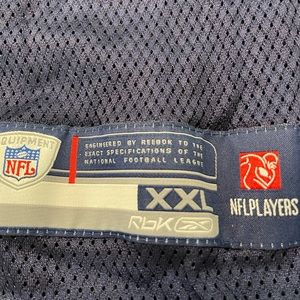 EQUIPMENT
NFL
ENGINEERED BY REEBOK TO THE
EXACT SPECIFICATIONS OF THE
NATIONAL FOOTBALL LEAGUE
XXL
RBK
NFLPLAYERS